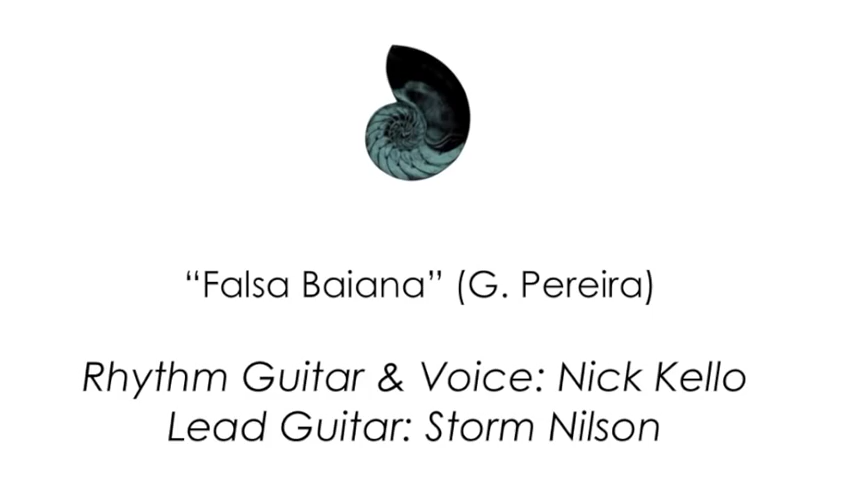 “Falsa Baiana” (G. Pereira)
Rhythm Guitar & Voice: Nick Kello
Lead Guitar: Storm Nilson